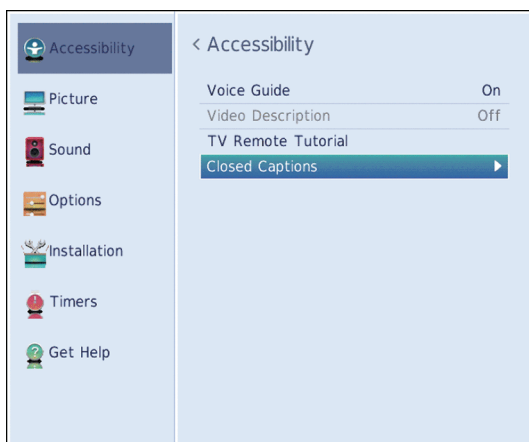 Accessibility
Picture
Sound
Options
Installation
Timers
Get Help
< Accessibility
Voice Guide On
Video Description Off
TV Remote Tutorial
Closed Captions